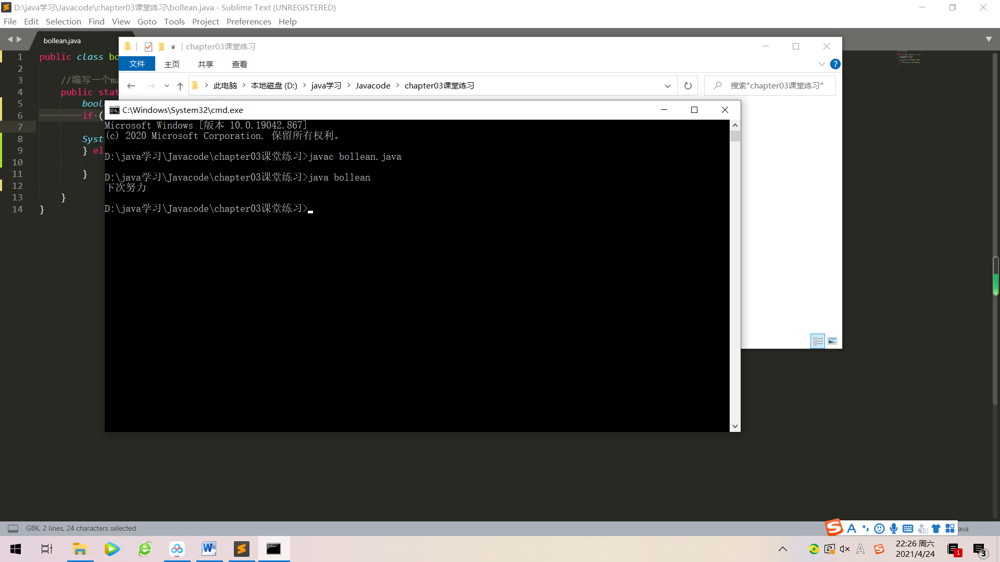 D:\java学习\Javacode\chapter03课堂练习\bollean.java - Sublime Text (UNREGISTERED)
File Edit Selection Find View Goto Tools Project Preferences Help
bollean.java
chapter03课堂练习
文件 主页 共享 查看
此电脑 本地磁盘 (D:) java学习 Javacode chapter03课堂练习
搜索"chapter03课堂练习"
1 public class bo
2
3 //编写一个ma
4 public stat
5 bool
6 if (
7
8 Syst
9 } el
10
11 }
12
13 }
14 }
C:\Windows\System32\cmd.exe
Microsoft Windows [版本 10.0.19042.867]
(c) 2020 Microsoft Corporation. 保留所有权利。
D:\java学习\Javacode\chapter03课堂练习>javac bollean.java
D:\java学习\Javacode\chapter03课堂练习>java bollean
下次努力
D:\java学习\Javacode\chapter03课堂练习>
GBK, 2 lines, 24 characters selected
ava
22:26 周六
2021/4/24
1
3